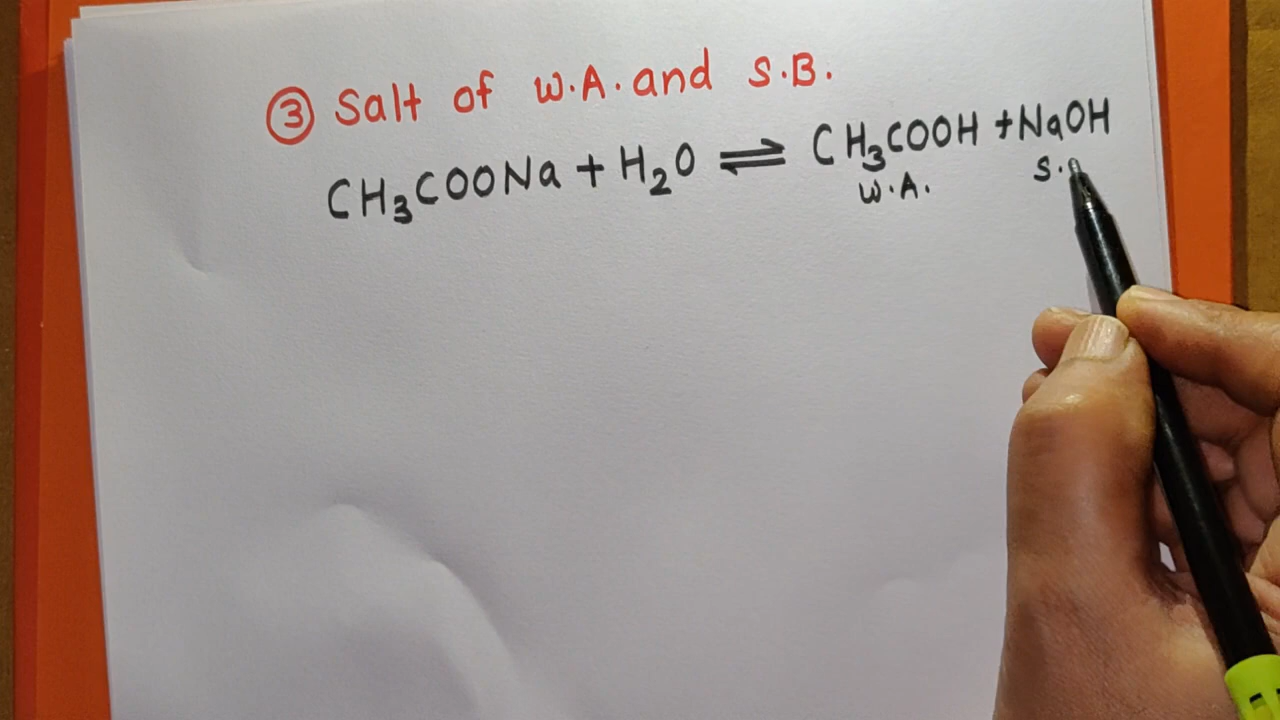 ③ Salt of W.A. and S.B.
CH₃COONa + H₂O ⇌ CH₃COOH + NaOH
W.A. S.